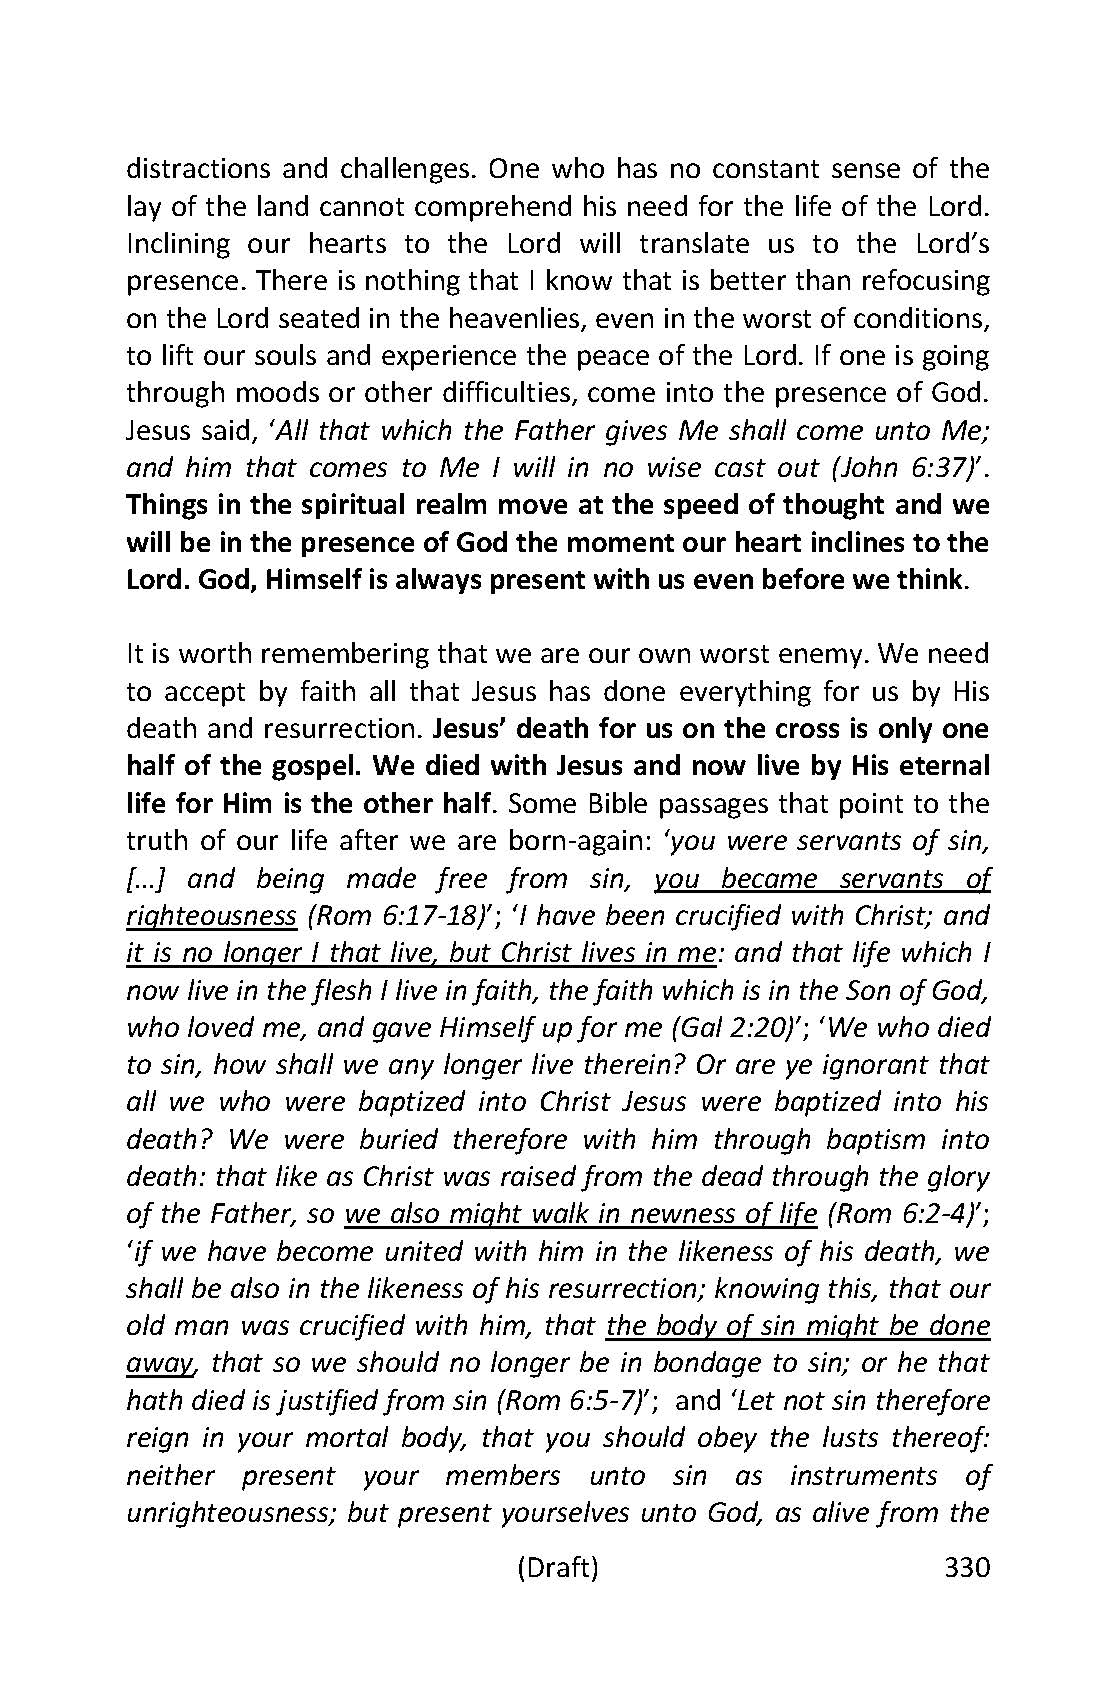 distractions and challenges. One who has no constant sense of the
lay of the land cannot comprehend his need for the life of the Lord.
Inclining our hearts to the Lord will translate us to the Lord’s
presence. There is nothing that I know that is better than refocusing
on the Lord seated in the heavenlies, even in the worst of conditions,
to lift our souls and experience the peace of the Lord. If one is going
through moods or other difficulties, come into the presence of God.
Jesus said, ‘All that which the Father gives Me shall come unto Me;
and him that comes to Me I will in no wise cast out (John 6:37)’.
Things in the spiritual realm move at the speed of thought and we
will be in the presence of God the moment our heart inclines to the
Lord. God, Himself is always present with us even before we think.
It is worth remembering that we are our own worst enemy. We need
to accept by faith all that Jesus has done everything for us by His
death and resurrection. Jesus’ death for us on the cross is only one
half of the gospel. We died with Jesus and now live by His eternal
life for Him is the other half. Some Bible passages that point to the
truth of our life after we are born-again: ‘you were servants of sin,
[…] and being made free from sin, you became servants of
righteousness (Rom 6:17-18)’; ‘I have been crucified with Christ; and
it is no longer I that live, but Christ lives in me: and that life which I
now live in the flesh I live in faith, the faith which is in the Son of God,
who loved me, and gave Himself up for me (Gal 2:20)’; ‘We who died
to sin, how shall we any longer live therein? Or are ye ignorant that
all we who were baptized into Christ Jesus were baptized into his
death? We were buried therefore with him through baptism into
death: that like as Christ was raised from the dead through the glory
of the Father, so we also might walk in newness of life (Rom 6:2-4)’;
‘if we have become united with him in the likeness of his death, we
shall be also in the likeness of his resurrection; knowing this, that our
old man was crucified with him, that the body of sin might be done
away, that so we should no longer be in bondage to sin; or he that
hath died is justified from sin (Rom 6:5-7)’; and ‘Let not sin therefore
reign in your mortal body, that you should obey the lusts thereof:
neither present your members unto sin as instruments of
unrighteousness; but present yourselves unto God, as alive from the
(Draft) 330